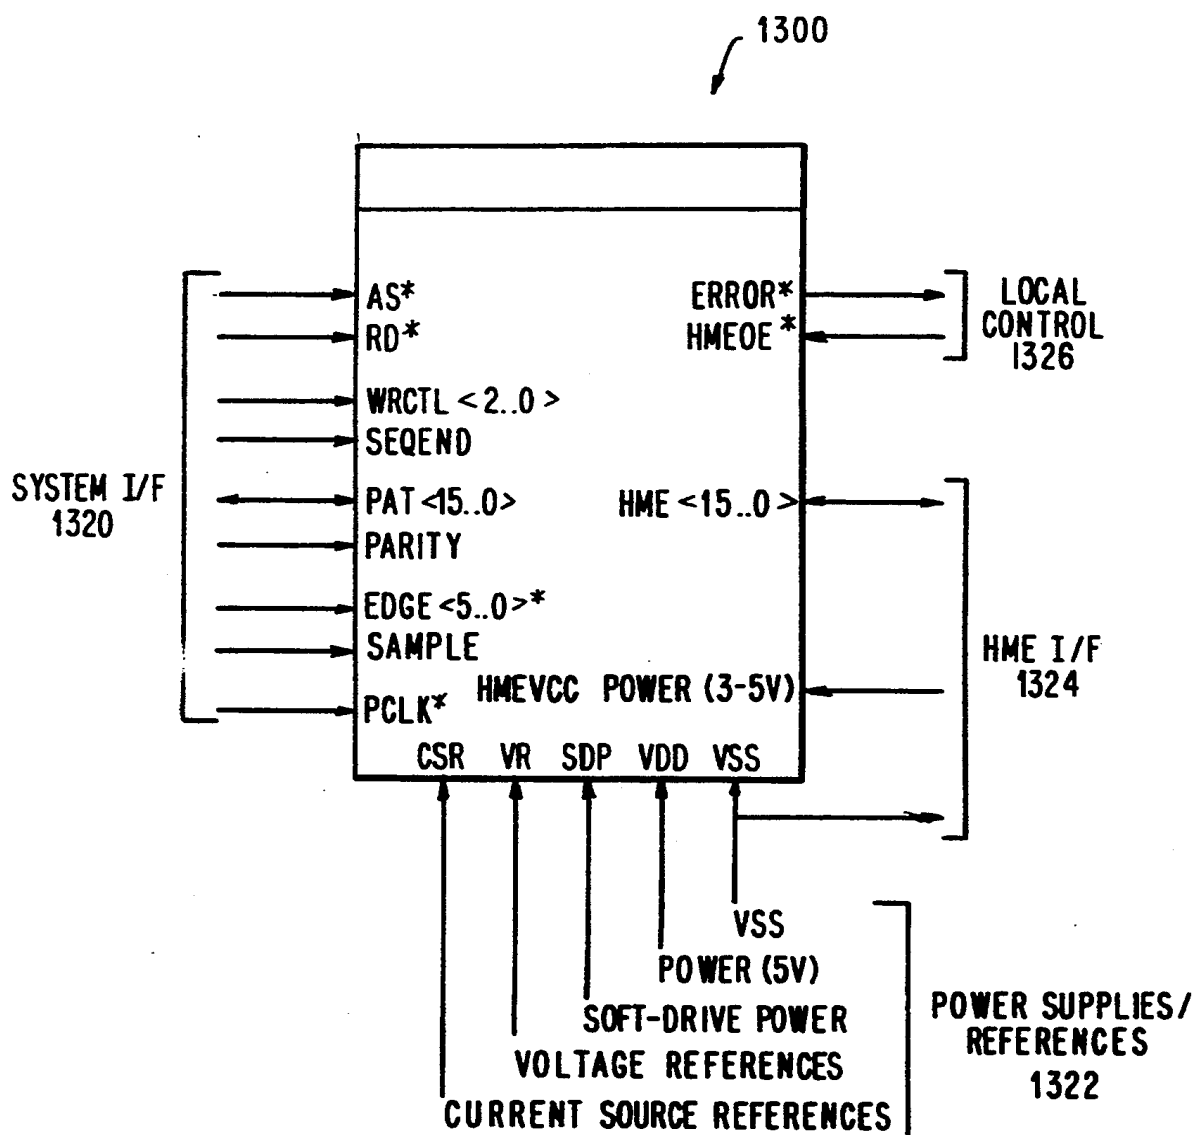 1300
AS*
RD*
WRCTL <2..0>
SEQEND
PAT <15..0>
PARITY
EDGE <5..0>*
SAMPLE
PCLK*
ERROR*
HMEOE*
HME <15..0>
HMEVCC POWER (3-5V)
CSR VR SDP VDD VSS
SYSTEM I/F
1320
LOCAL
CONTROL
1326
HME I/F
1324
VSS
POWER (5V)
SOFT-DRIVE POWER
VOLTAGE REFERENCES
CURRENT SOURCE REFERENCES
POWER SUPPLIES/
REFERENCES
1322